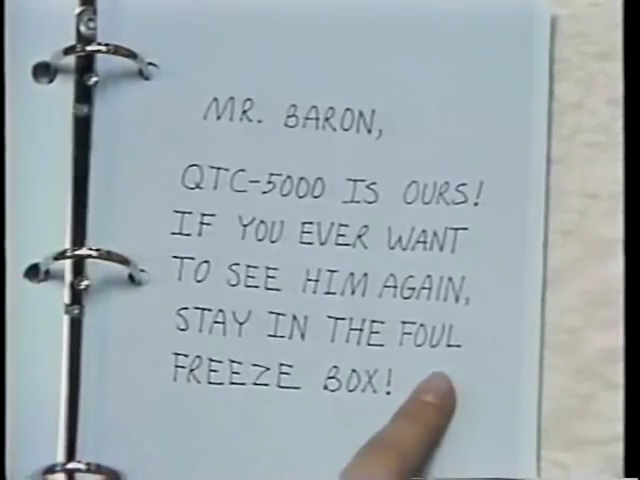 MR. BARON,
QTC-5000 IS OURS!
IF YOU EVER WANT
TO SEE HIM AGAIN,
STAY IN THE FOUL
FREEZE BOX!